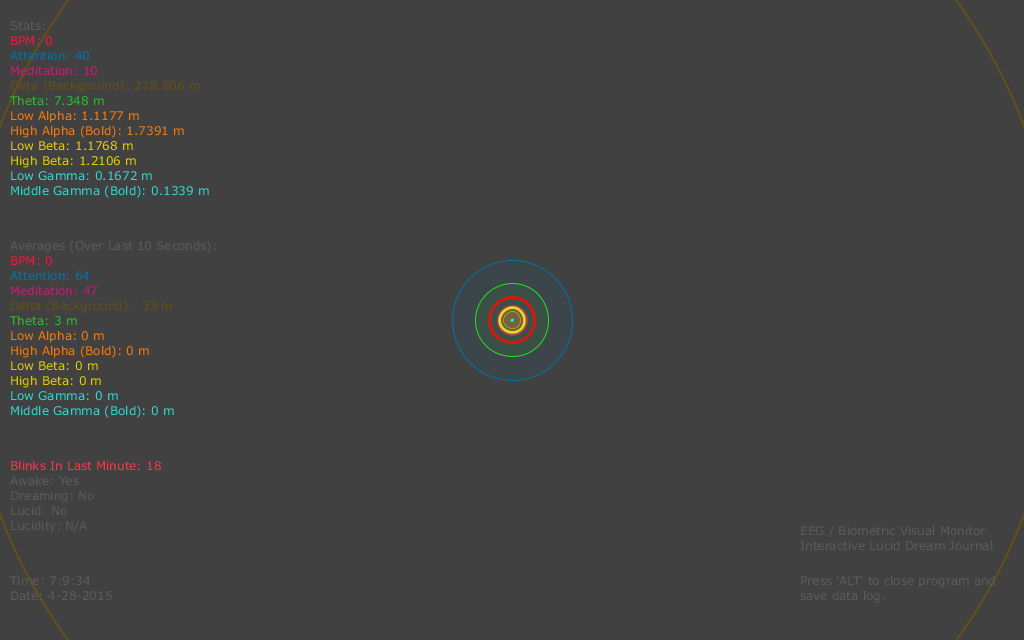 Stats:
BPM: 0
Attention: 40
Meditation: 10
Delta (Background): 218.806 m
Theta: 7.348 m
Low Alpha: 1.1177 m
High Alpha (Bold): 1.7391 m
Low Beta: 1.1768 m
High Beta: 1.2106 m
Low Gamma: 0.1672 m
Middle Gamma (Bold): 0.1339 m
Averages (Over Last 10 Seconds):
BPM: 0
Attention: 64
Meditation: 47
Delta (Background):  33 m
Theta: 3 m
Low Alpha: 0 m
High Alpha (Bold): 0 m
Low Beta: 0 m
High Beta: 0 m
Low Gamma: 0 m
Middle Gamma (Bold): 0 m
Blinks In Last Minute: 18
Awake: Yes
Dreaming: No
Lucid: No
Lucidity: N/A
Time: 7:9:34
Date: 4-28-2015
EEG / Biometric Visual Monitor
Interactive Lucid Dream Journal
Press 'ALT' to close program and
save data log.